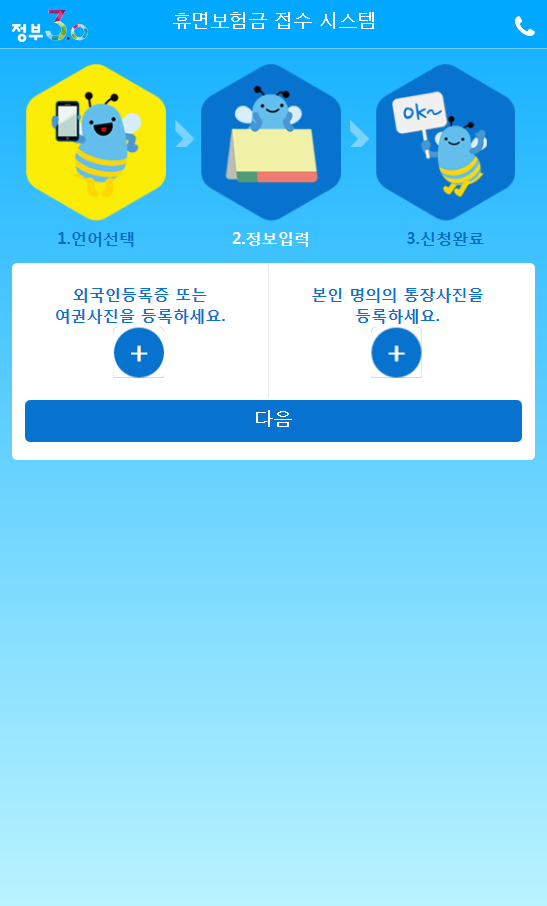 정부3.0
휴면보험금 접수 시스템
ok~
1.언어선택
2.정보입력
3.신청완료
외국인등록증 또는
여권사진을 등록하세요.
본인 명의의 통장사진을
등록하세요.
다음